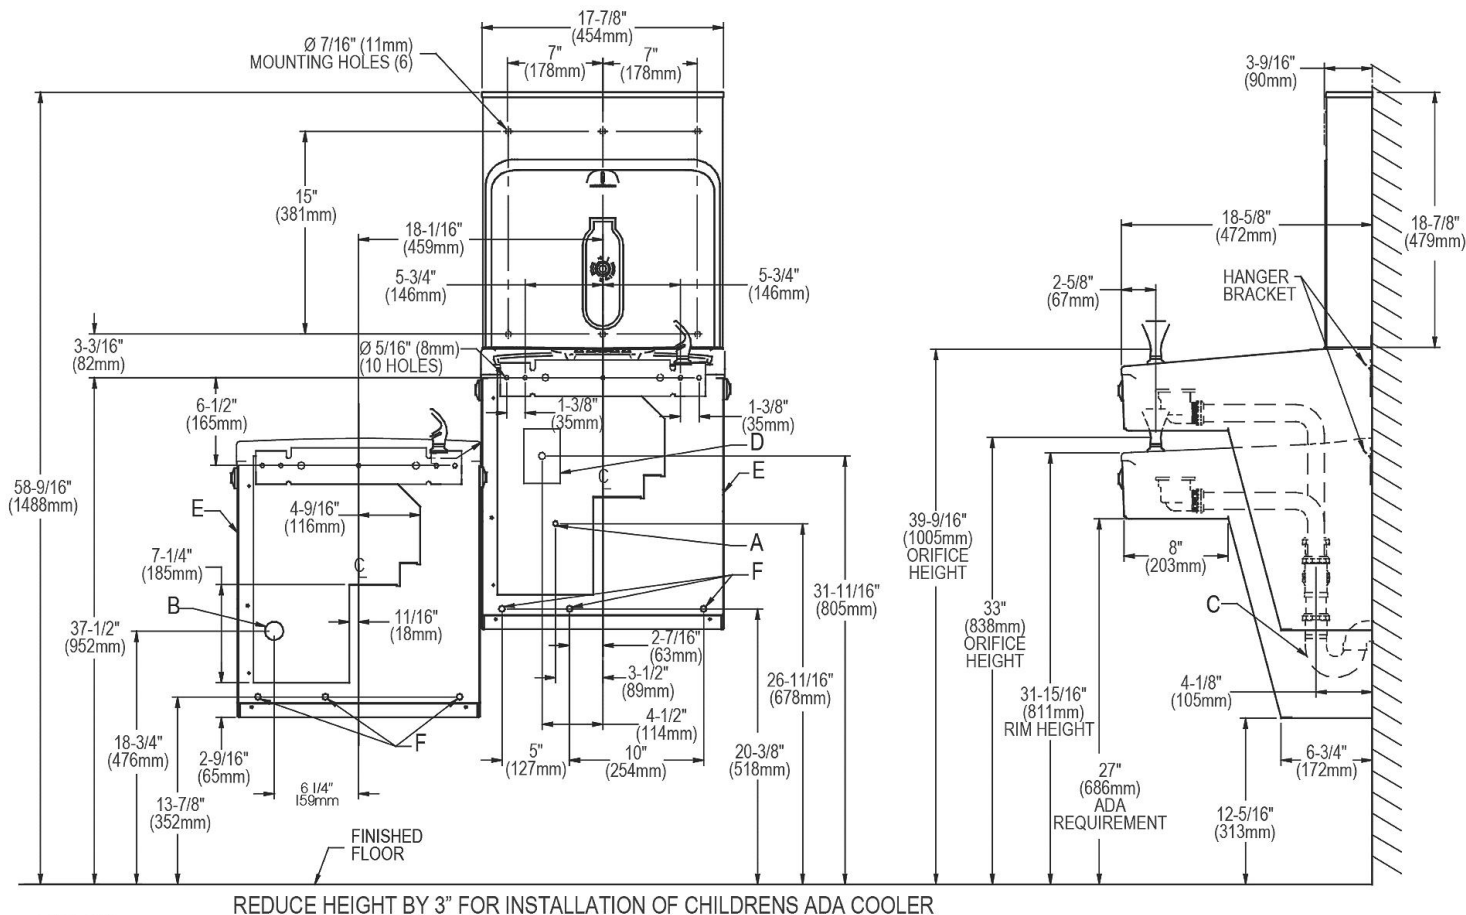 17-7/8"
(454mm)
Ø 7/16" (11mm)
MOUNTING HOLES (6)
7"
(178mm)
7"
(178mm)
3-9/16"
(90mm)
15"
(381mm)
18-1/16"
(459mm)
18-5/8"
(472mm)
18-7/8"
(479mm)
5-3/4"
(146mm)
5-3/4"
(146mm)
2-5/8"
(67mm)
HANGER
BRACKET
3-3/16"
(82mm)
Ø 5/16" (8mm)
(10 HOLES)
6-1/2"
(165mm)
1-3/8"
(35mm)
1-3/8"
(35mm)
D
E
C
58-9/16"
(1488mm)
E
4-9/16"
(116mm)
39-9/16"
(1005mm)
ORIFICE
HEIGHT
A
7-1/4"
(185mm)
C
F
8"
(203mm)
31-11/16"
(805mm)
B
11/16"
(18mm)
C
33"
(838mm)
ORIFICE
HEIGHT
37-1/2"
(952mm)
2-7/16"
(63mm)
3-1/2"
(89mm)
26-11/16"
(678mm)
4-1/8"
(105mm)
31-15/16"
(811mm)
RIM HEIGHT
4-1/2"
(114mm)
18-3/4"
(476mm)
F
2-9/16"
(65mm)
5"
(127mm)
10"
(254mm)
20-3/8"
(518mm)
6-3/4"
(172mm)
27"
(686mm)
ADA
REQUIREMENT
6 1/4"
159mm
13-7/8"
(352mm)
12-5/16"
(313mm)
FINISHED
FLOOR
REDUCE HEIGHT BY 3" FOR INSTALLATION OF CHILDRENS ADA COOLER